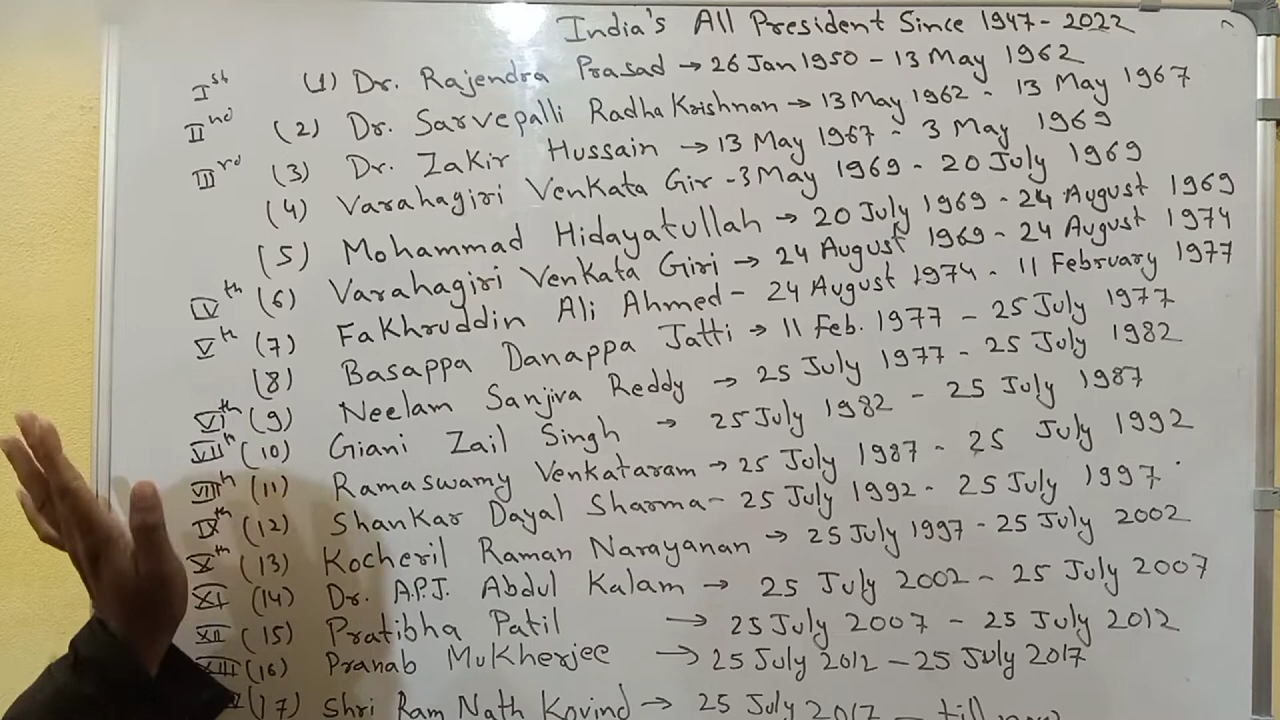 India's All President Since 1947-2022
Ist (1) Dr. Rajendra Prasad → 26 Jan 1950 - 13 May 1962
IInd (2) Dr. Sarvepalli Radha Krishnan → 13 May 1962 - 13 May 1967
IIIrd (3) Dr. Zakir Hussain → 13 May 1967 - 3 May 1969
(4) Varahagiri Venkata Gir - 3 May 1969 - 20 July 1969
(5) Mohammad Hidayatullah → 20 July 1969 - 24 August 1969
IVth (6) Varahagiri Venkata Giri → 24 August 1969 - 24 August 1974
Vth (7) Fakhruddin Ali Ahmed - 24 August 1974 - 11 February 1977
(8) Basappa Danappa Jatti → 11 Feb. 1977 - 25 July 1977
VIth (9) Neelam Sanjiva Reddy → 25 July 1977 - 25 July 1982
VIIth (10) Giani Zail Singh → 25 July 1982 - 25 July 1987
VIIIth (11) Ramaswamy Venkataram → 25 July 1987 - 25 July 1992
IXth (12) Shankar Dayal Sharma - 25 July 1992 - 25 July 1997
Xth (13) Kocheril Raman Narayanan → 25 July 1997 - 25 July 2002
XI (14) Dr. A.P.J. Abdul Kalam → 25 July 2002 - 25 July 2007
XII (15) Pratibha Patil → 25 July 2007 - 25 July 2012
XIII (16) Pranab Mukherjee → 25 July 2012 - 25 July 2017
(17) Shri Ram Nath Kovind → 25 July 2017 - till now